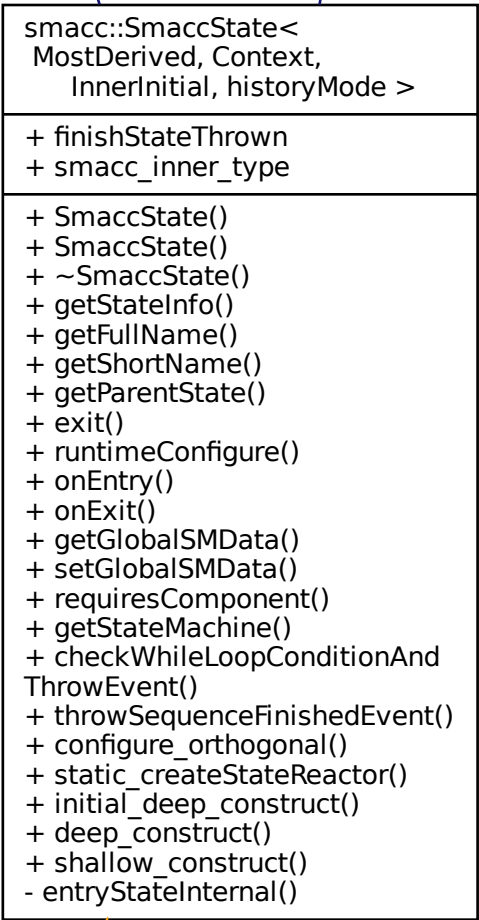 smacc::SmaccState<
MostDerived, Context,
InnerInitial, historyMode >
+ finishStateThrown
+ smacc_inner_type
+ SmaccState()
+ SmaccState()
+ ~SmaccState()
+ getStateInfo()
+ getFullName()
+ getShortName()
+ getParentState()
+ exit()
+ runtimeConfigure()
+ onEntry()
+ onExit()
+ getGlobalSMData()
+ setGlobalSMData()
+ requiresComponent()
+ getStateMachine()
+ checkWhileLoopConditionAnd
ThrowEvent()
+ throwSequenceFinishedEvent()
+ configure_orthogonal()
+ static_createStateReactor()
+ initial_deep_construct()
+ deep_construct()
+ shallow_construct()
- entryStateInternal()